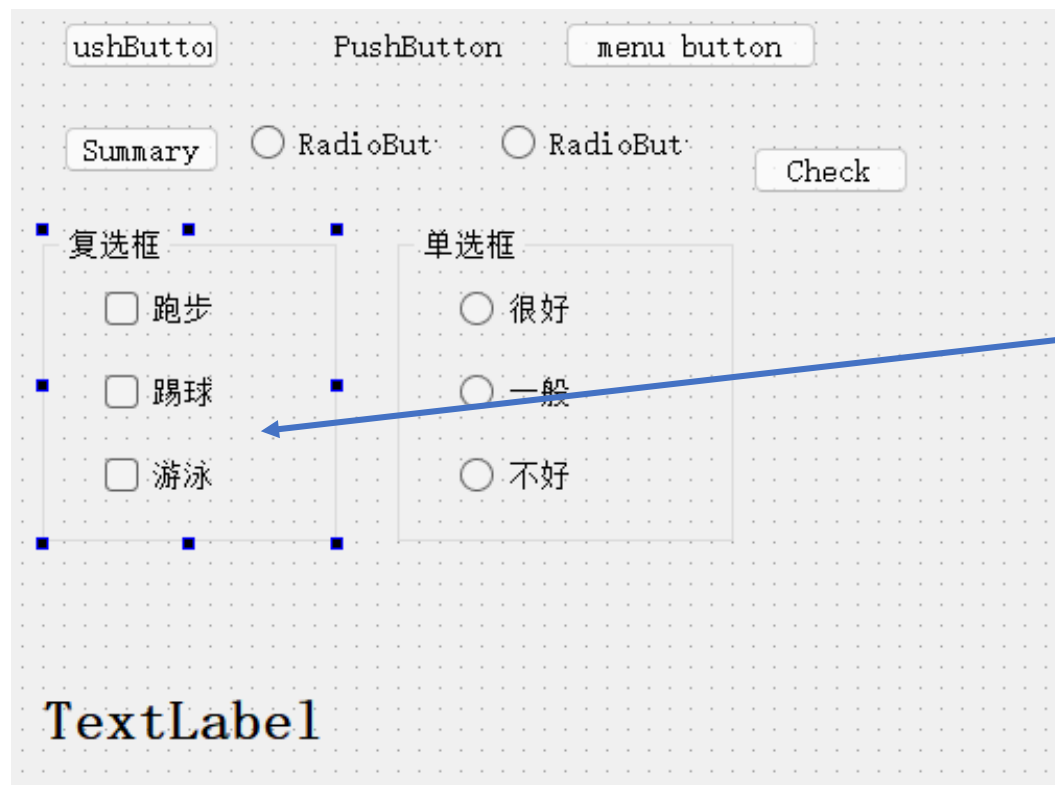 ushButto
PushButton
menu button
Summary
RadioBut
RadioBut
Check
复选框
单选框
跑步
很好
踢球
一般
游泳
不好
TextLabel